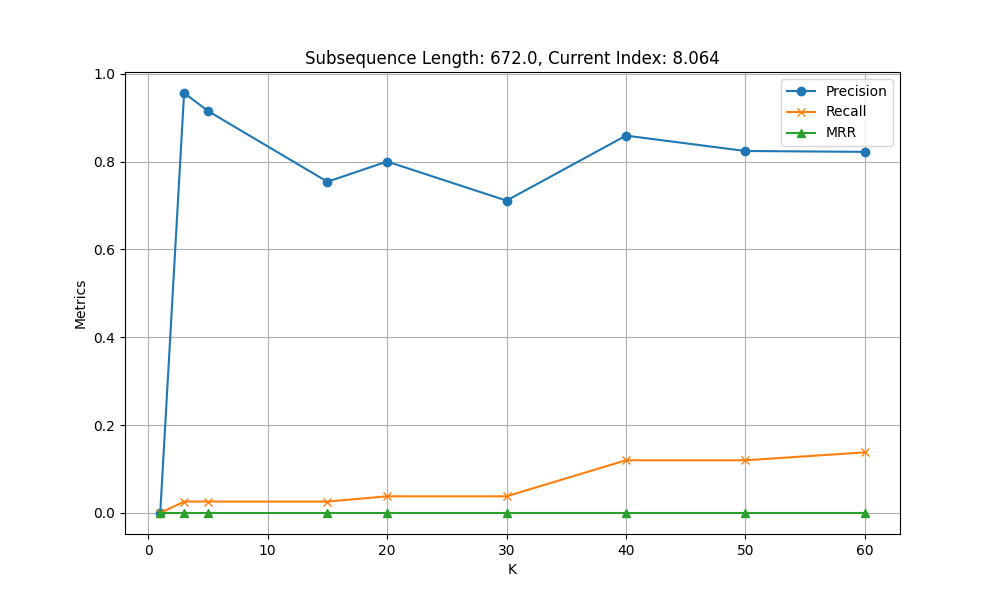 Subsequence Length: 672.0, Current Index: 8.064
Precision
Recall
MRR
Metrics
1.0
0.8
0.6
0.4
0.2
0.0
0 10 20 30 40 50 60
K